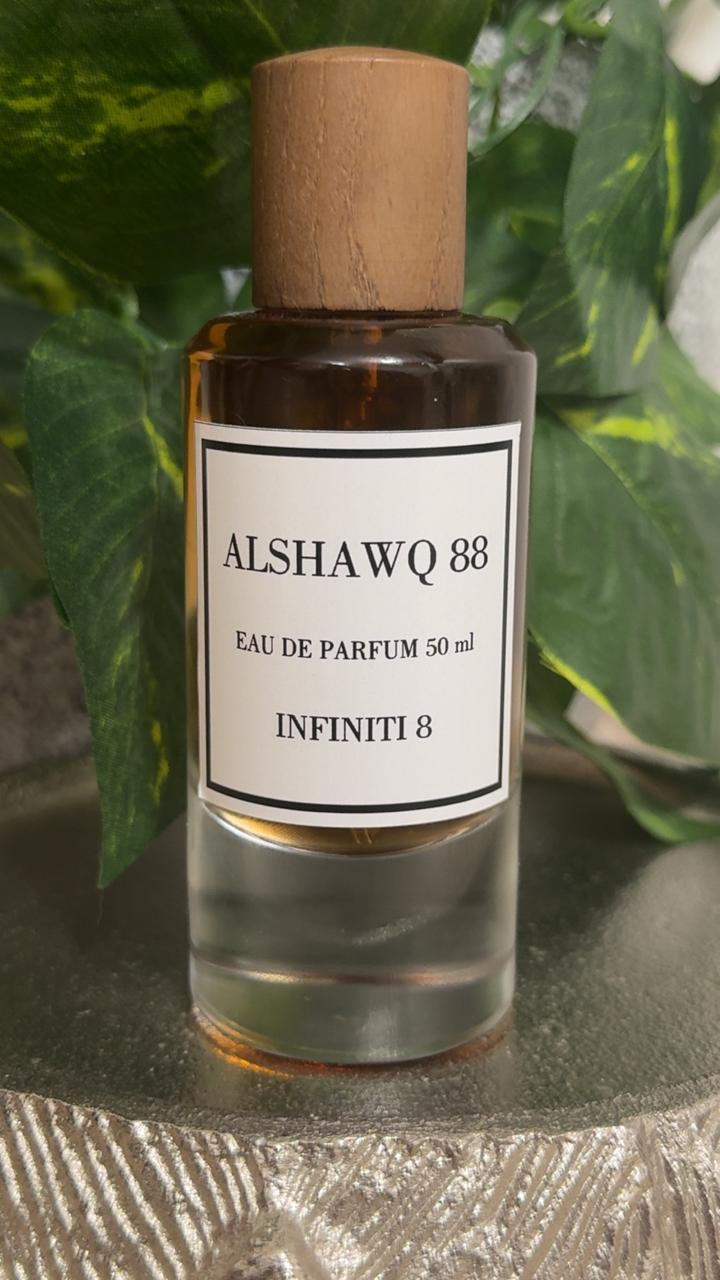 ALSHAWQ 88
EAU DE PARFUM 50 ml
INFINITI 8